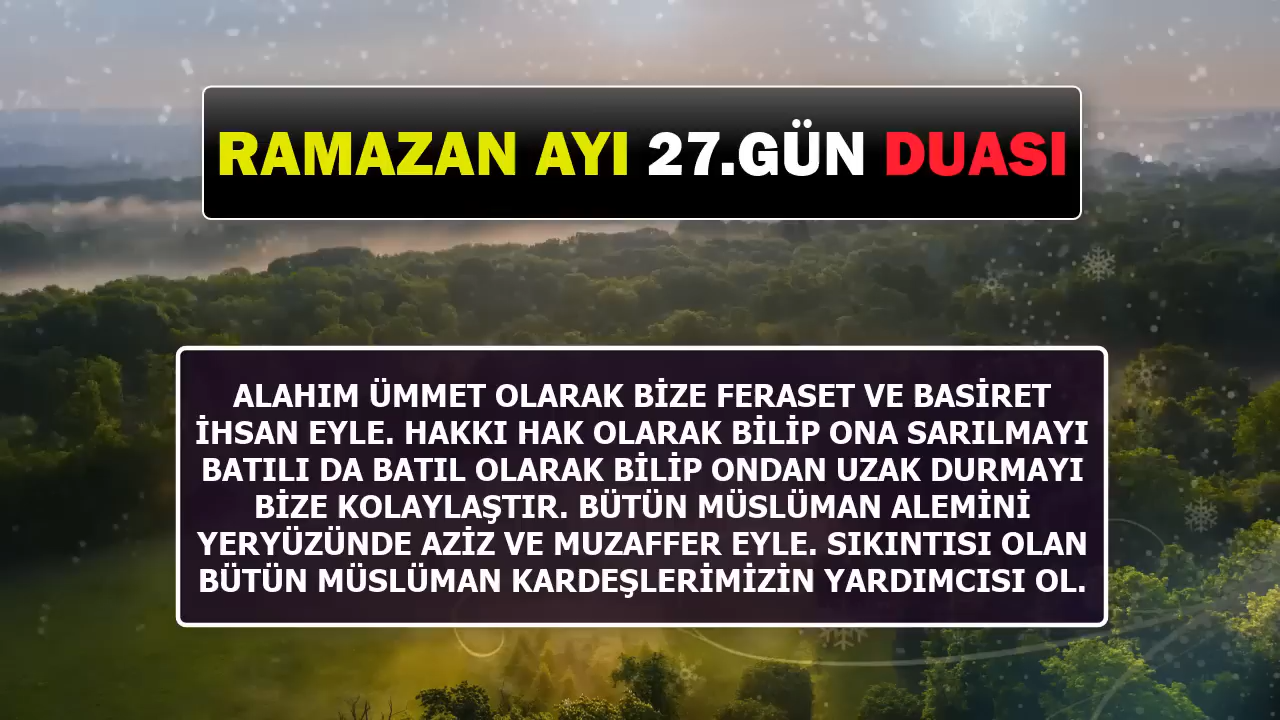 RAMAZAN AYI 27.GÜN DUASI
ALAHIM ÜMMET OLARAK BİZE FERASET VE BASİRET
İHSAN EYLE. HAKKI HAK OLARAK BİLİP ONA SARILMAYI
BATILI DA BATIL OLARAK BİLİP ONDAN UZAK DURMAYI
BİZE KOLAYLAŞTIR. BÜTÜN MÜSLÜMAN ALEMİNİ
YERYÜZÜNDE AZİZ VE MUZAFFER EYLE. SIKINTISI OLAN
BÜTÜN MÜSLÜMAN KARDEŞLERİMİZİN YARDIMCISI OL.